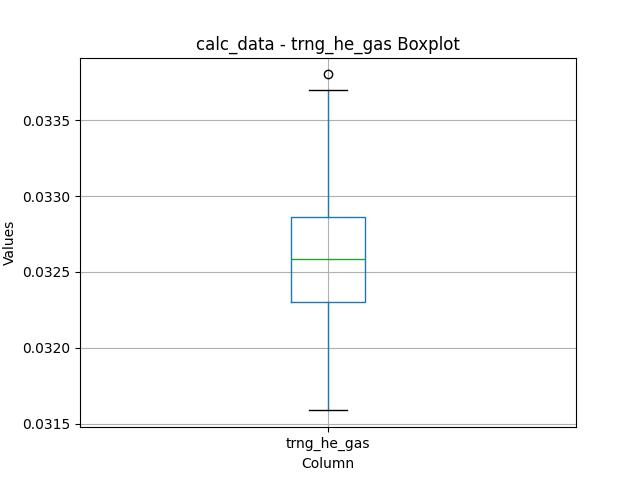 calc_data - trng_he_gas Boxplot
0.0335
0.0330
0.0325
0.0320
0.0315
Values
trng_he_gas
Column